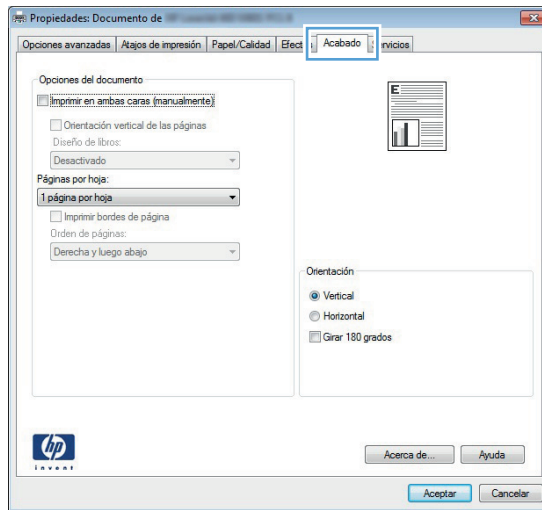 Propiedades: Documento de
Opciones avanzadas Atajos de impresión Papel/Calidad Acabado
Opciones del documento
Imprimir en ambas caras (manualmente)
Orientación vertical de las páginas
Diseño de libros:
Desactivado
Páginas por hoja:
1 página por hoja
Imprimir bordes de página
Orden de páginas:
Derecha y luego abajo
E
Orientación
Vertical
Horizontal
Girar 180 grados
hp
invent
Acerca de... Ayuda
Aceptar Cancelar